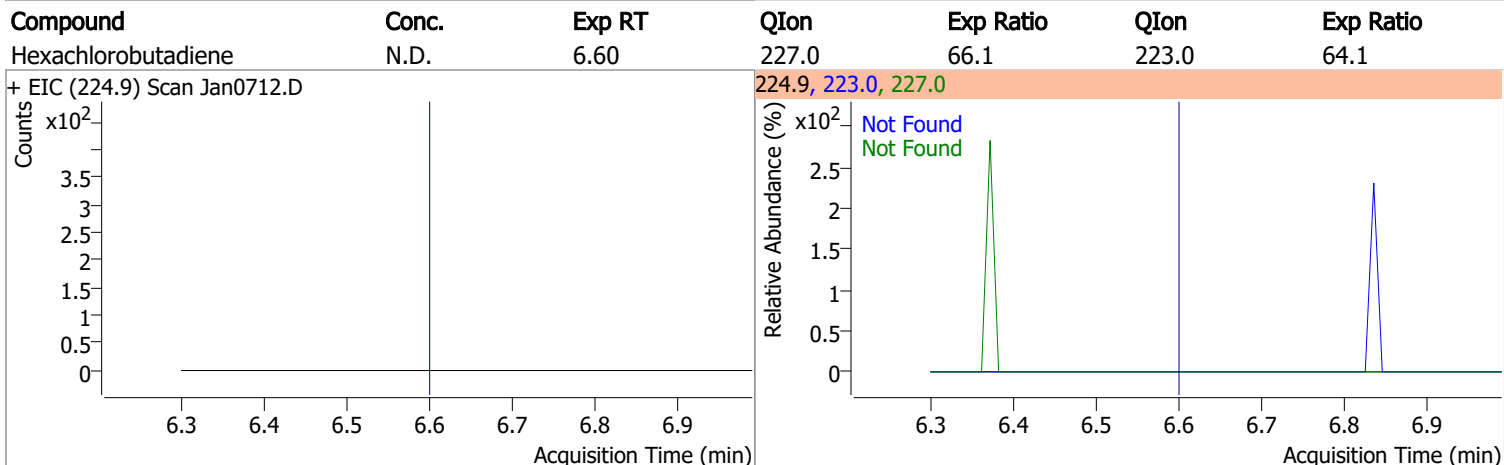 Compound Conc. Exp RT QIon Exp Ratio QIon Exp Ratio
Hexachlorobutadiene N.D. 6.60 227.0 66.1 223.0 64.1
+ EIC (224.9) Scan Jan0712.D
Counts
x10²
3.5
3
2.5
2
1.5
1
0.5
0
6.3 6.4 6.5 6.6 6.7 6.8 6.9
Acquisition Time (min)
224.9, 223.0, 227.0
Relative Abundance (%)
x10²
Not Found
Not Found
2.5
2
1.5
1
0.5
0
6.3 6.4 6.5 6.6 6.7 6.8 6.9
Acquisition Time (min)